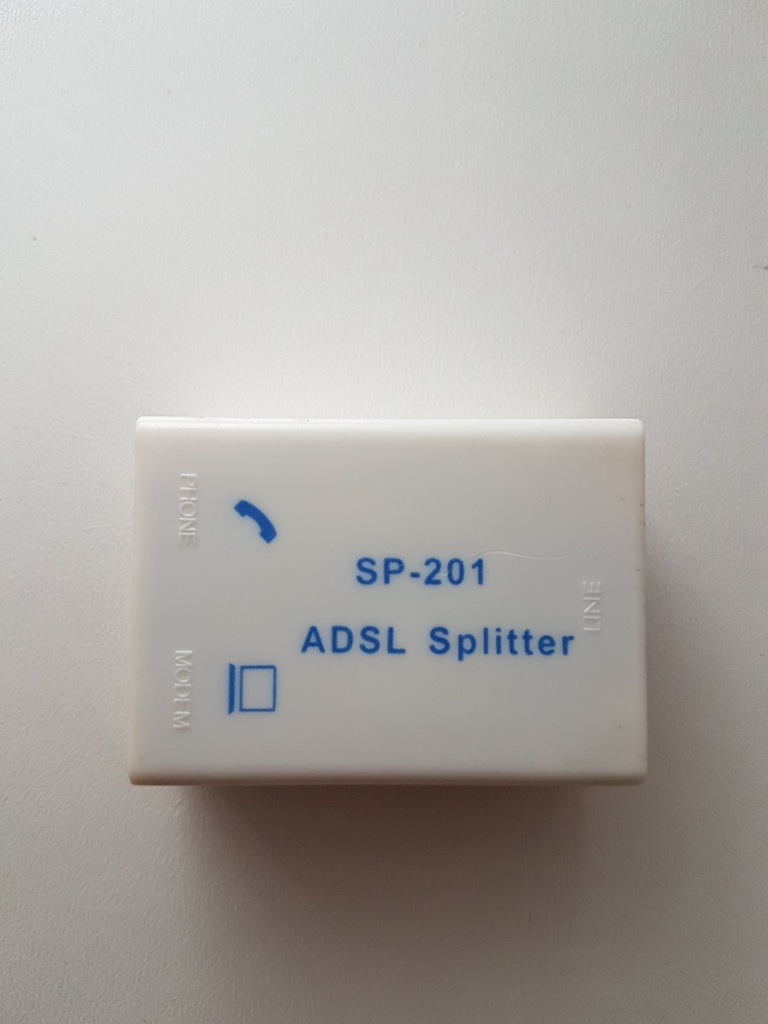 PHONE
SP-201
LINE
ADSL Splitter
MODEM